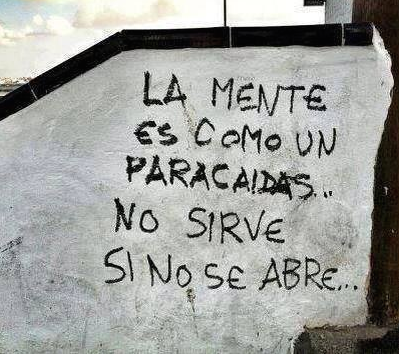 LA MENTE
ES COMO UN
PARACAIDAS..
NO SIRVE
SI NO SE ABRE...